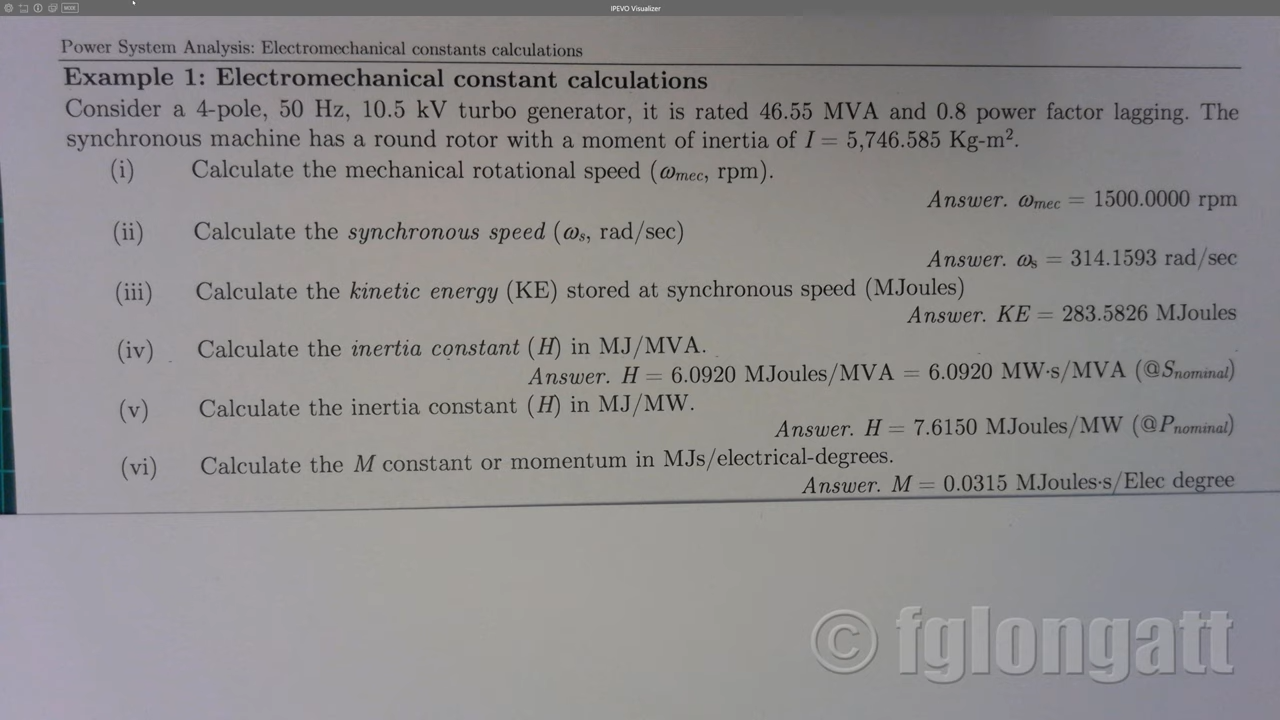 MORE
IPEVO Visualizer
Power System Analysis: Electromechanical constants calculations
Example 1: Electromechanical constant calculations
Consider a 4-pole, 50 Hz, 10.5 kV turbo generator, it is rated 46.55 MVA and 0.8 power factor lagging. The
synchronous machine has a round rotor with a moment of inertia of I = 5,746.585 Kg-m².
(i) Calculate the mechanical rotational speed (ωmec, rpm).
Answer. ωmec = 1500.0000 rpm
(ii) Calculate the synchronous speed (ωs, rad/sec)
Answer. ωs = 314.1593 rad/sec
(iii) Calculate the kinetic energy (KE) stored at synchronous speed (MJoules)
Answer. KE = 283.5826 MJoules
(iv) Calculate the inertia constant (H) in MJ/MVA.
Answer. H = 6.0920 MJoules/MVA = 6.0920 MW·s/MVA (@Snominal)
(v) Calculate the inertia constant (H) in MJ/MW.
Answer. H = 7.6150 MJoules/MW (@Pnominal)
(vi) Calculate the M constant or momentum in MJs/electrical-degrees.
Answer. M = 0.0315 MJoules·s/Elec degree
© fglongatt